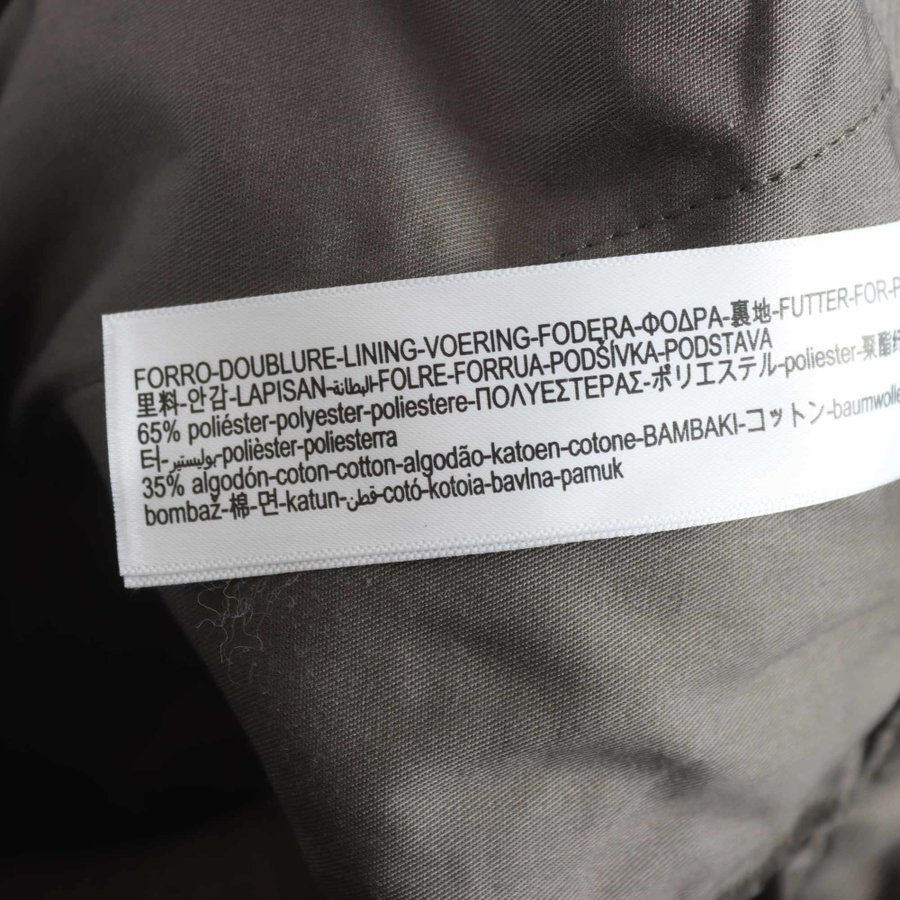 FORRO-DOUBLURE-LINING-VOERING-FODERA-ΦΟΔΡΑ-裏地-FUTTER-FOR-P
里料-안감-LAPISAN-البطانة-FOLRE-FORRUA-PODŠÍVKA-PODSTAVA
65% poliéster-polyester-poliestere-ΠΟΛΥΕΣΤΕΡΑΣ-ポリエステル-poliester-聚酯纤
터-بوليستير-polièster-poliesterra
35% algodón-coton-cotton-algodão-katoen-cotone-BAMBAKI-コットン-baumwolle
bombaž-棉-면-katun-قطن-cotó-kotoia-bavlna-pamuk